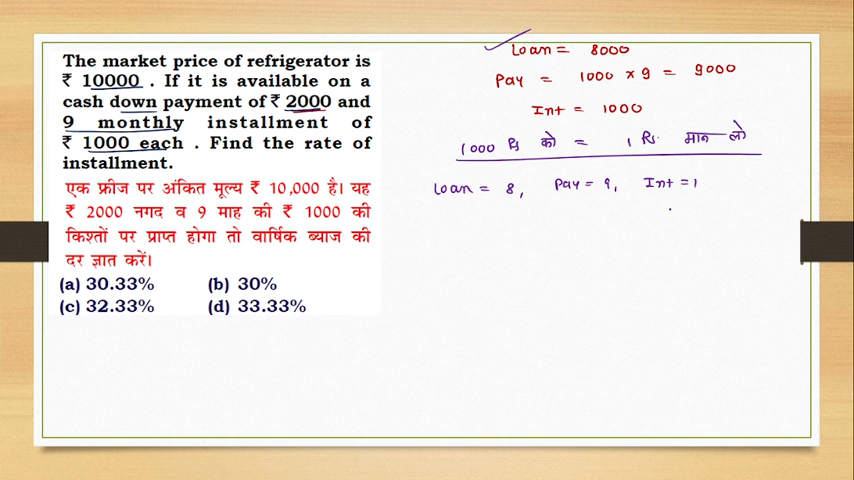 The market price of refrigerator is
₹ 10000 . If it is available on a
cash down payment of ₹ 2000 and
9 monthly installment of
₹ 1000 each . Find the rate of
installment.
एक फ्रीज पर अंकित मूल्य ₹ 10,000 है। यह
₹ 2000 नगद व 9 माह की ₹ 1000 की
किश्तों पर प्राप्त होगा तो वार्षिक ब्याज की
दर ज्ञात करें।
(a) 30.33% (b) 30%
(c) 32.33% (d) 33.33%
Loan = 8000
Pay = 1000 × 9 = 9000
Int = 1000
1000 Rs को = 1 Rs. मान लो
Loan = 8, Pay = 9, Int = 1